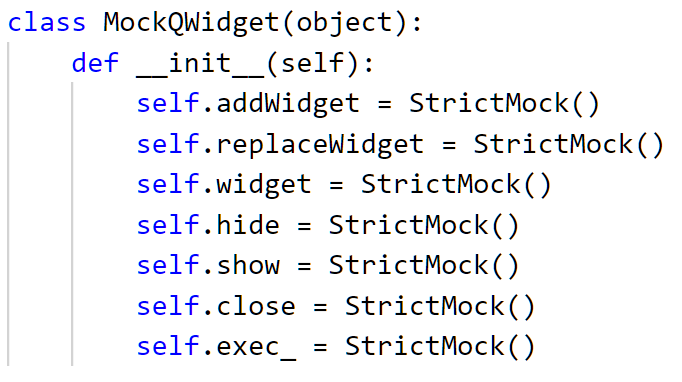 class MockQWidget(object):
    def __init__(self):
        self.addWidget = StrictMock()
        self.replaceWidget = StrictMock()
        self.widget = StrictMock()
        self.hide = StrictMock()
        self.show = StrictMock()
        self.close = StrictMock()
        self.exec_ = StrictMock()